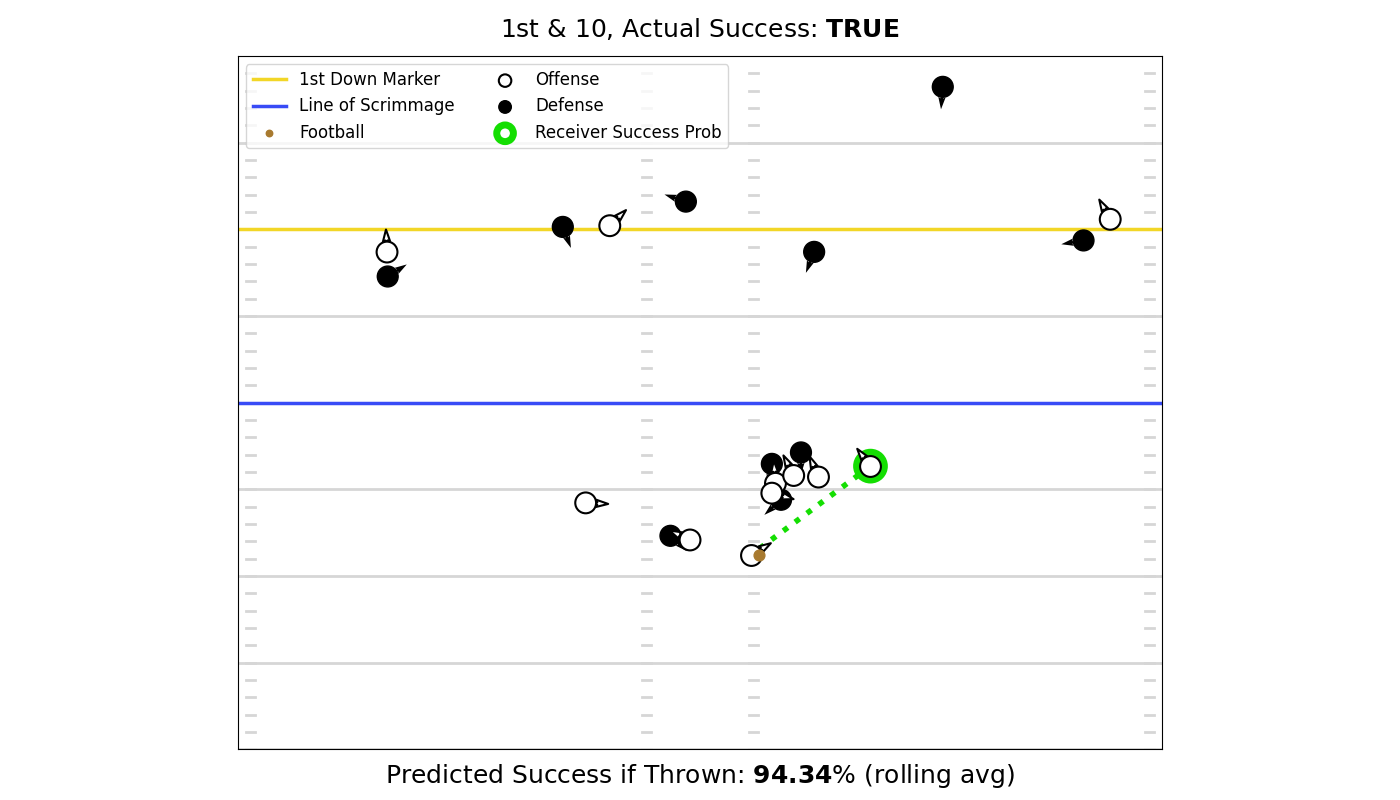 1st & 10, Actual Success: TRUE
1st Down Marker
Line of Scrimmage
Football
Offense
Defense
Receiver Success Prob
Predicted Success if Thrown: 94.34% (rolling avg)